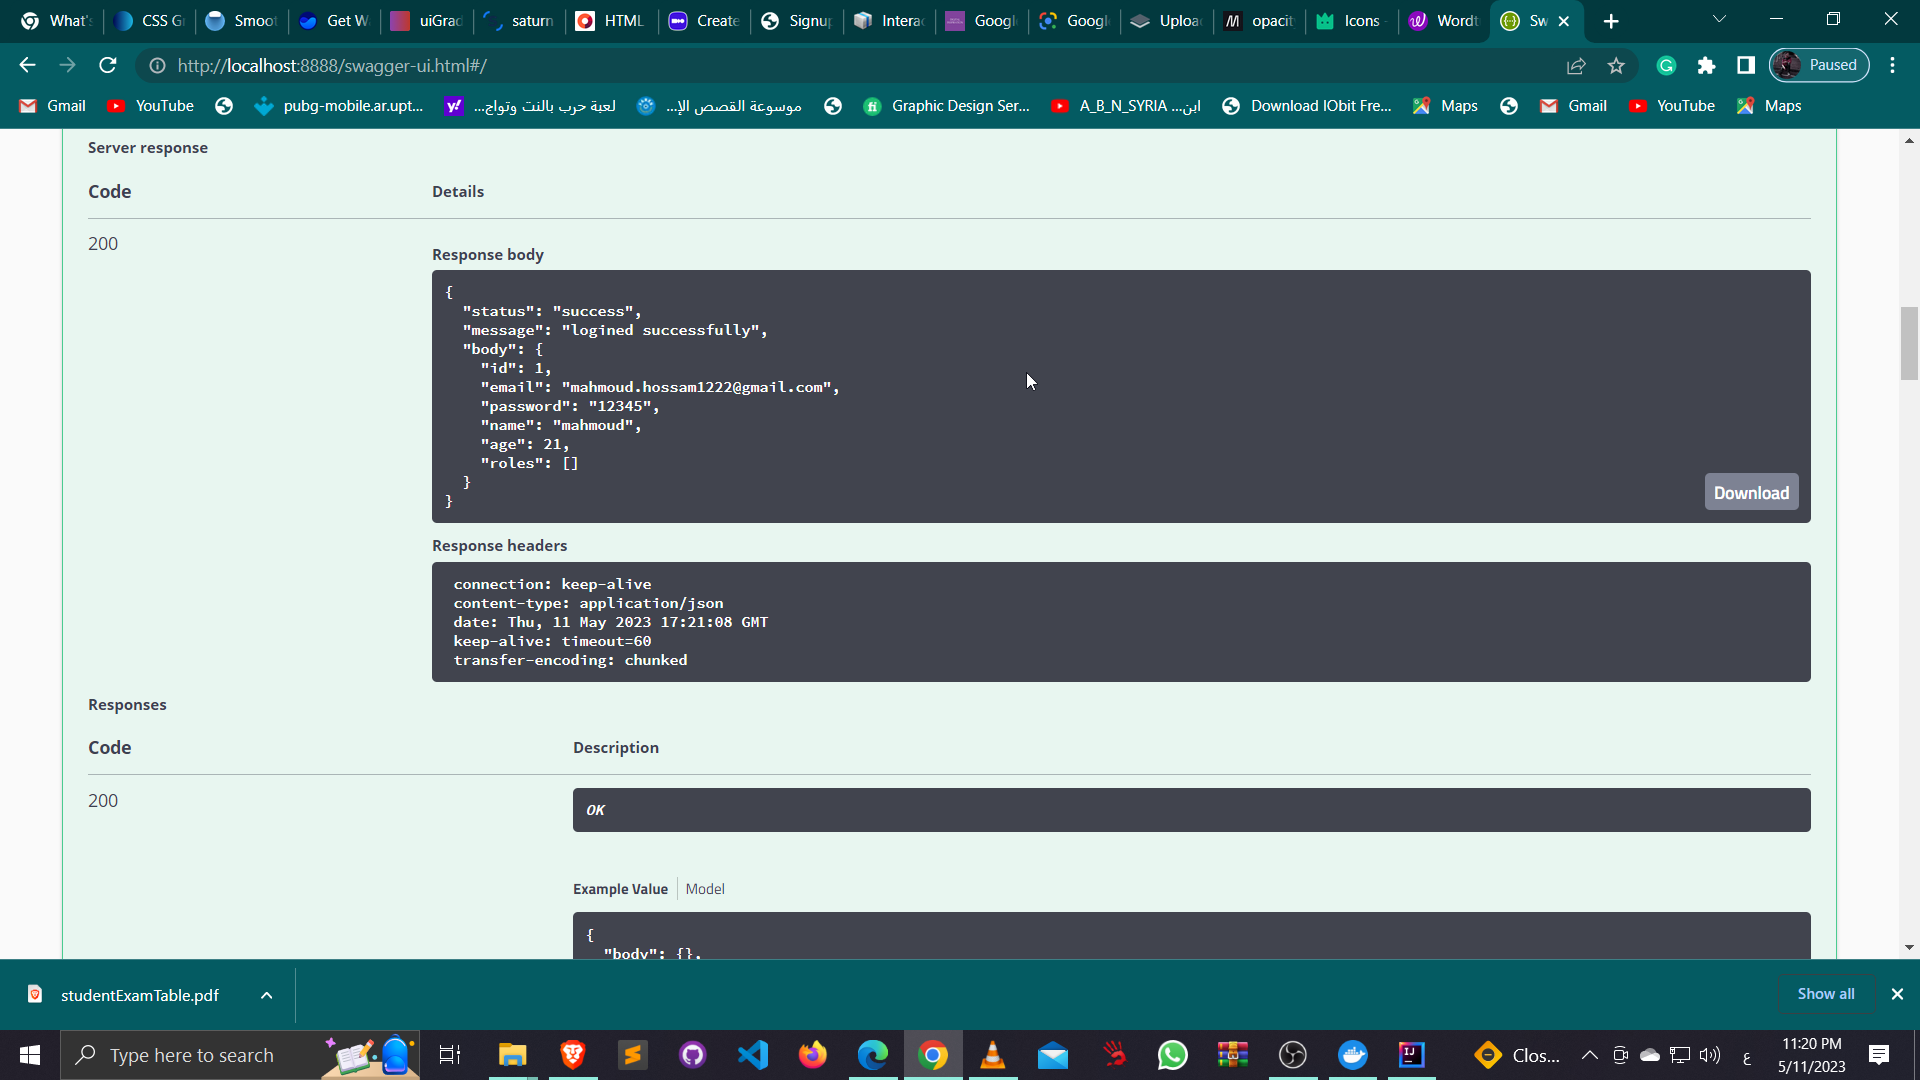 What's
CSS Gr
Smoot
Get W
uiGrad
saturn
HTML
Create
Signup
Interac
Googl
Googl
Upload
opacit
Icons -
Wordt
Sw
http://localhost:8888/swagger-ui.html#/
Paused
Gmail
YouTube
pubg-mobile.ar.upt...
لعبة حرب بالنت وتواج...
موسوعة القصص الإ...
Graphic Design Ser...
A_B_N_SYRIA ...ابن
Download IObit Fre...
Maps
Gmail
YouTube
Maps
Server response
Code
Details
200
Response body
{
"status": "success",
"message": "logined successfully",
"body": {
"id": 1,
"email": "mahmoud.hossam1222@gmail.com",
"password": "12345",
"name": "mahmoud",
"age": 21,
"roles": []
}
}
Download
Response headers
connection: keep-alive
content-type: application/json
date: Thu, 11 May 2023 17:21:08 GMT
keep-alive: timeout=60
transfer-encoding: chunked
Responses
Code
Description
200
OK
Example Value
Model
{
"body": {},
studentExamTable.pdf
Show all
Type here to search
Clos...
ع
11:20 PM
5/11/2023